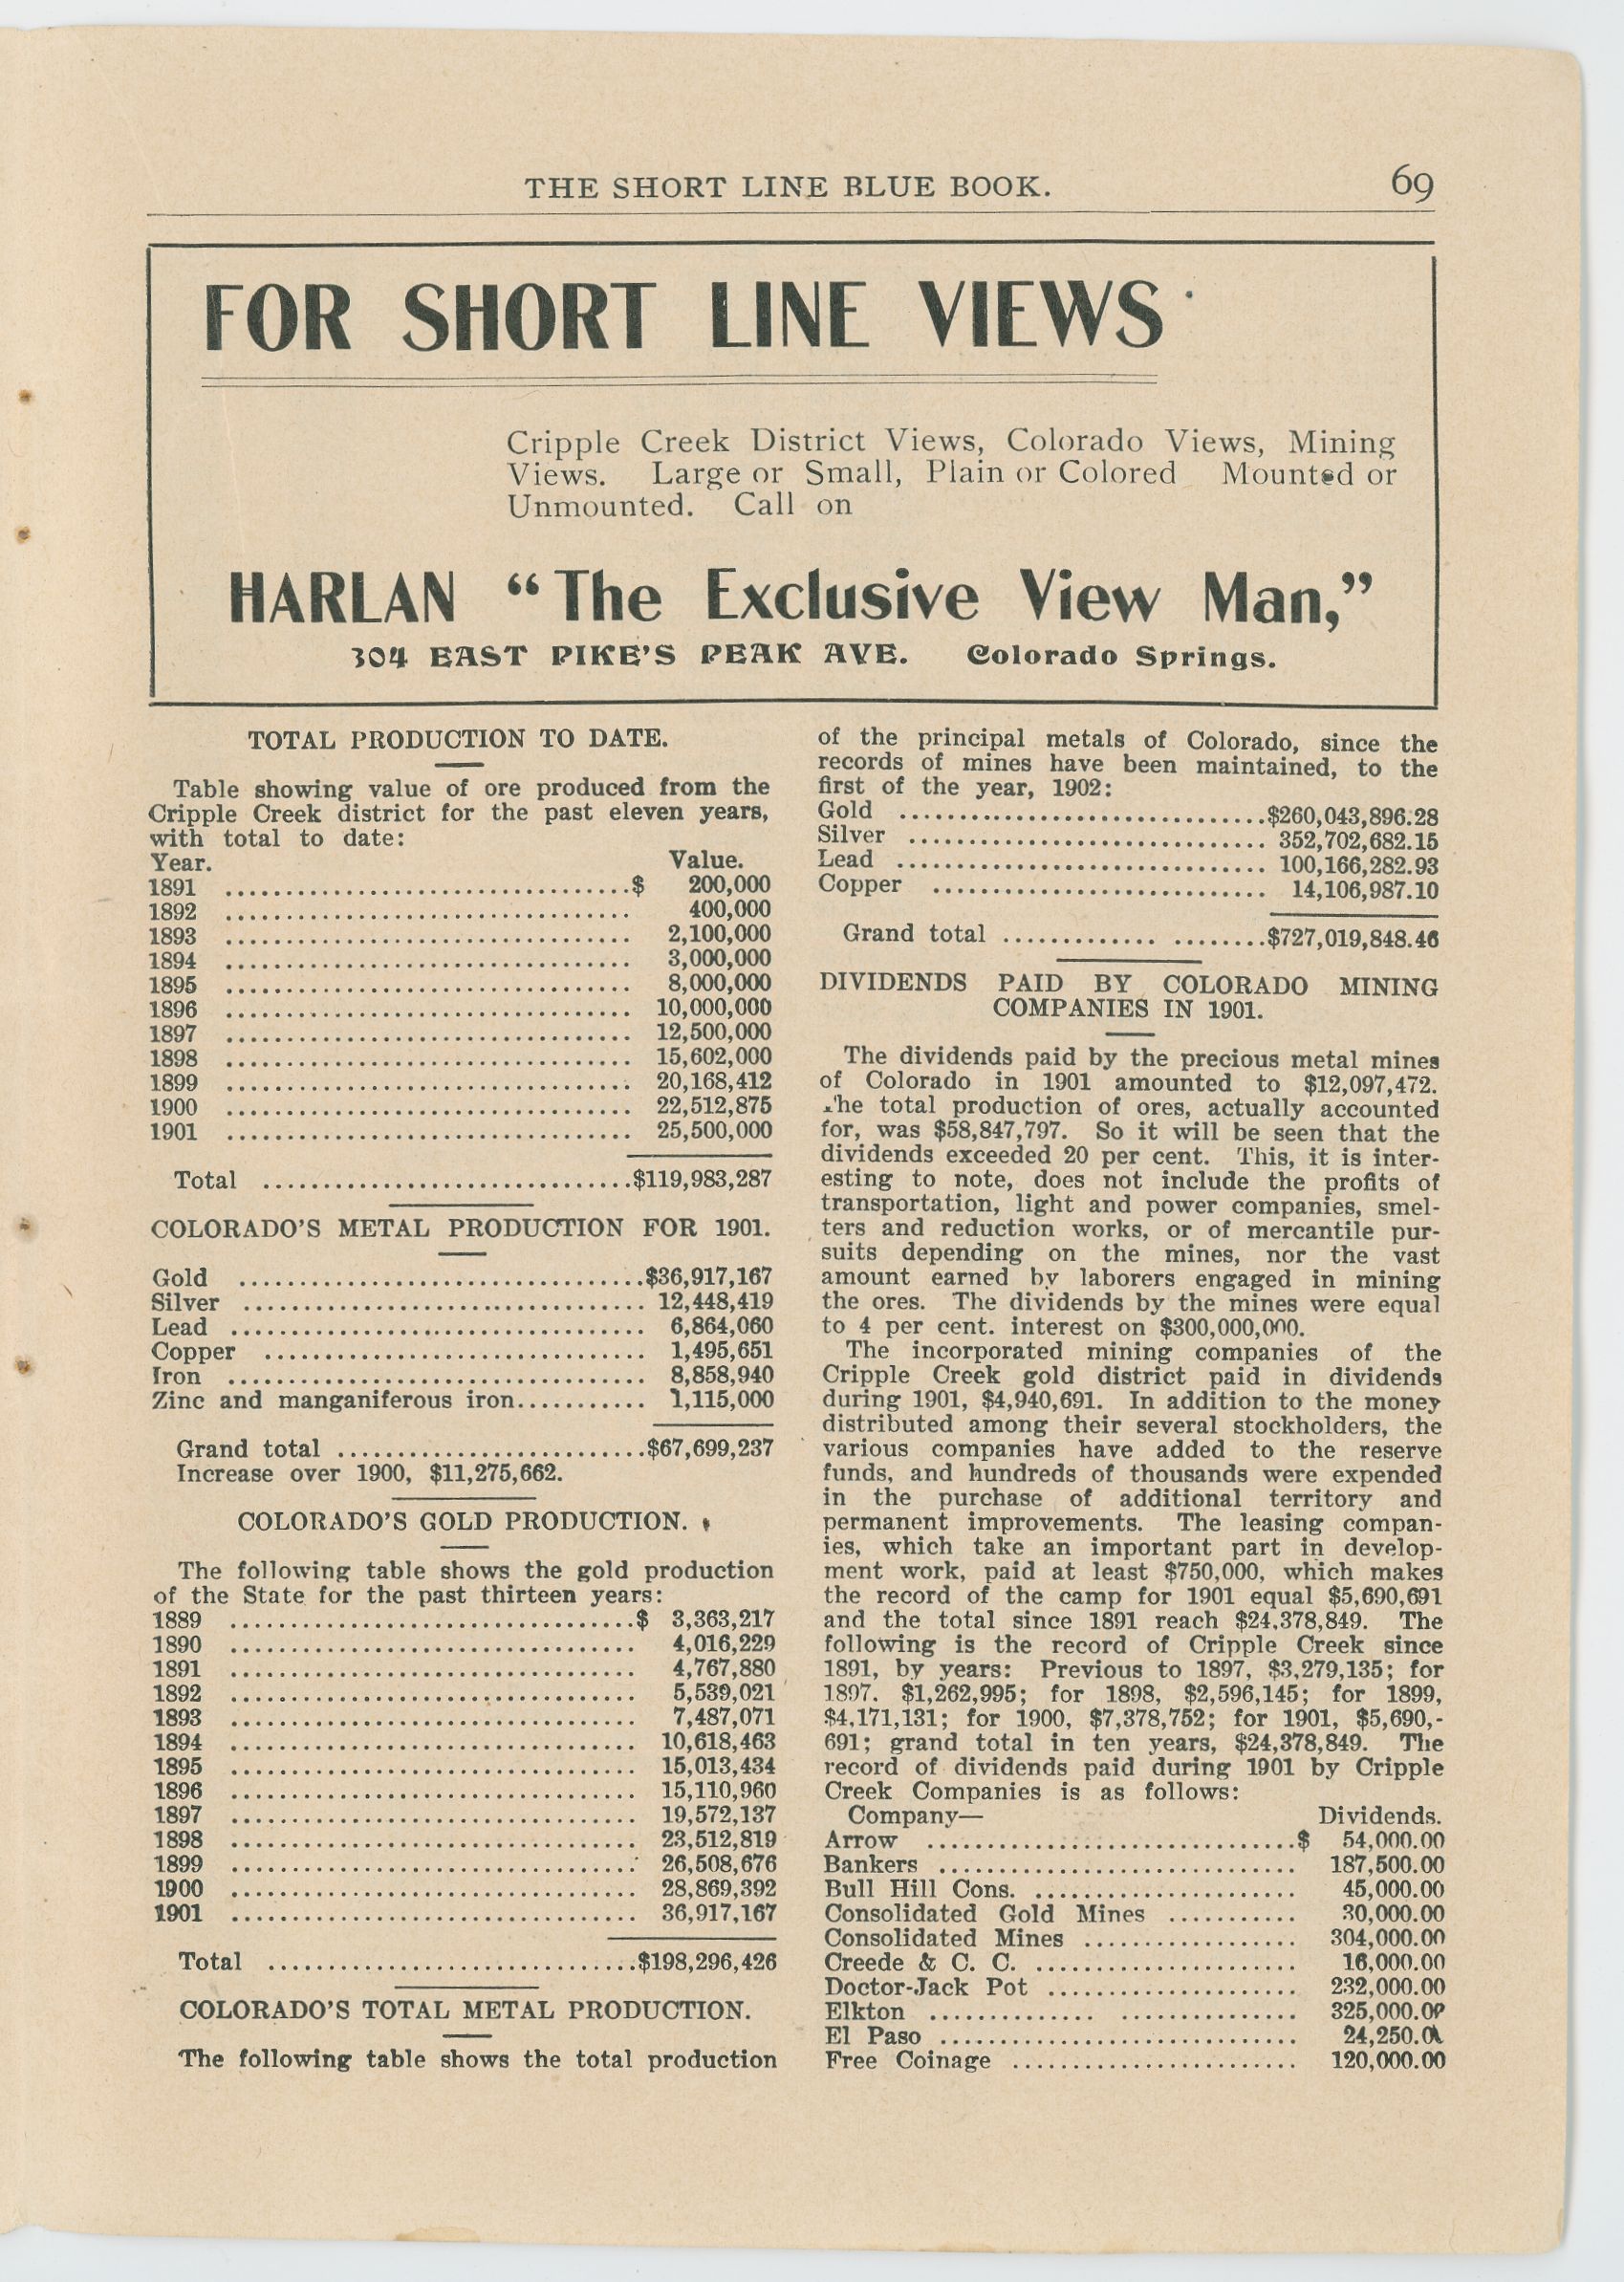 THE SHORT LINE BLUE BOOK. 69
FOR SHORT LINE VIEWS
Cripple Creek District Views, Colorado Views, Mining
Views. Large or Small, Plain or Colored Mounted or
Unmounted. Call on
HARLAN "The Exclusive View Man,"
304 EAST PIKE'S PEAK AVE. Colorado Springs.
TOTAL PRODUCTION TO DATE.
Table showing value of ore produced from the
Cripple Creek district for the past eleven years,
with total to date:
Year. Value.
1891 ................................$ 200,000
1892 ................................ 400,000
1893 ................................ 2,100,000
1894 ................................ 3,000,000
1895 ................................ 8,000,000
1896 ................................ 10,000,000
1897 ................................ 12,500,000
1898 ................................ 15,602,000
1899 ................................ 20,168,412
1900 ................................ 22,512,875
1901 ................................ 25,500,000
Total .............................$119,983,287
COLORADO'S METAL PRODUCTION FOR 1901.
Gold ................................$36,917,167
Silver ................................ 12,448,419
Lead ................................. 6,864,060
Copper .............................. 1,495,651
Iron ................................. 8,858,940
Zinc and manganiferous iron........... 1,115,000
Grand total .........................$67,699,237
Increase over 1900, $11,275,662.
COLORADO'S GOLD PRODUCTION.
The following table shows the gold production
of the State for the past thirteen years:
1889 ................................$ 3,363,217
1890 ................................ 4,016,229
1891 ................................ 4,767,880
1892 ................................ 5,539,021
1893 ................................ 7,487,071
1894 ................................ 10,618,463
1895 ................................ 15,013,434
1896 ................................ 15,110,960
1897 ................................ 19,572,137
1898 ................................ 23,512,819
1899 ................................ 26,508,676
1900 ................................ 28,869,392
1901 ................................ 36,917,167
Total .............................$198,296,426
COLORADO'S TOTAL METAL PRODUCTION.
The following table shows the total production
of the principal metals of Colorado, since the
records of mines have been maintained, to the
first of the year, 1902:
Gold .............................$260,043,896.28
Silver ............................ 352,702,682.15
Lead ............................. 100,166,282.93
Copper .......................... 14,106,987.10
Grand total ............. ........$727,019,848.46
DIVIDENDS PAID BY COLORADO MINING
COMPANIES IN 1901.
The dividends paid by the precious metal mines
of Colorado in 1901 amounted to $12,097,472.
.he total production of ores, actually accounted
for, was $58,847,797. So it will be seen that the
dividends exceeded 20 per cent. This, it is inter-
esting to note, does not include the profits of
transportation, light and power companies, smel-
ters and reduction works, or of mercantile pur-
suits depending on the mines, nor the vast
amount earned by laborers engaged in mining
the ores. The dividends by the mines were equal
to 4 per cent. interest on $300,000,000.
The incorporated mining companies of the
Cripple Creek gold district paid in dividends
during 1901, $4,940,691. In addition to the money
distributed among their several stockholders, the
various companies have added to the reserve
funds, and hundreds of thousands were expended
in the purchase of additional territory and
permanent improvements. The leasing compan-
ies, which take an important part in develop-
ment work, paid at least $750,000, which makes
the record of the camp for 1901 equal $5,690,691
and the total since 1891 reach $24,378,849. The
following is the record of Cripple Creek since
1891, by years: Previous to 1897, $3,279,135; for
1897. $1,262,995; for 1898, $2,596,145; for 1899,
$4,171,131; for 1900, $7,378,752; for 1901, $5,690,-
691; grand total in ten years, $24,378,849. The
record of dividends paid during 1901 by Cripple
Creek Companies is as follows:
Company— Dividends.
Arrow .............................$ 54,000.00
Bankers ............................ 187,500.00
Bull Hill Cons. ..................... 45,000.00
Consolidated Gold Mines ........... 30,000.00
Consolidated Mines ................. 304,000.00
Creede & C. C. ..................... 16,000.00
Doctor-Jack Pot .................... 232,000.00
Elkton ............. .............. 325,000.00
El Paso ............................ 24,250.00
Free Coinage ....................... 120,000.00